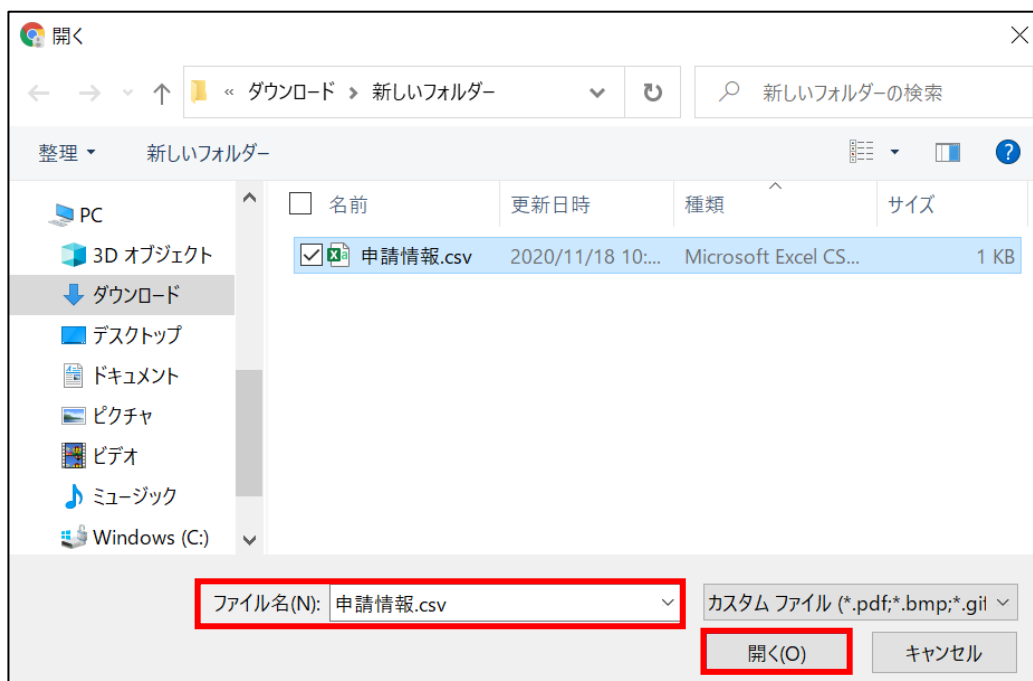 開く
« ダウンロード › 新しいフォルダー
新しいフォルダーの検索
整理
新しいフォルダー
名前 更新日時 種類 サイズ
PC
3D オブジェクト
ダウンロード
デスクトップ
ドキュメント
ピクチャ
ビデオ
ミュージック
Windows (C:)
申請情報.csv 2020/11/18 10:... Microsoft Excel CS... 1 KB
ファイル名(N): 申請情報.csv
カスタム ファイル (*.pdf;*.bmp;*.gif
開く(O) キャンセル